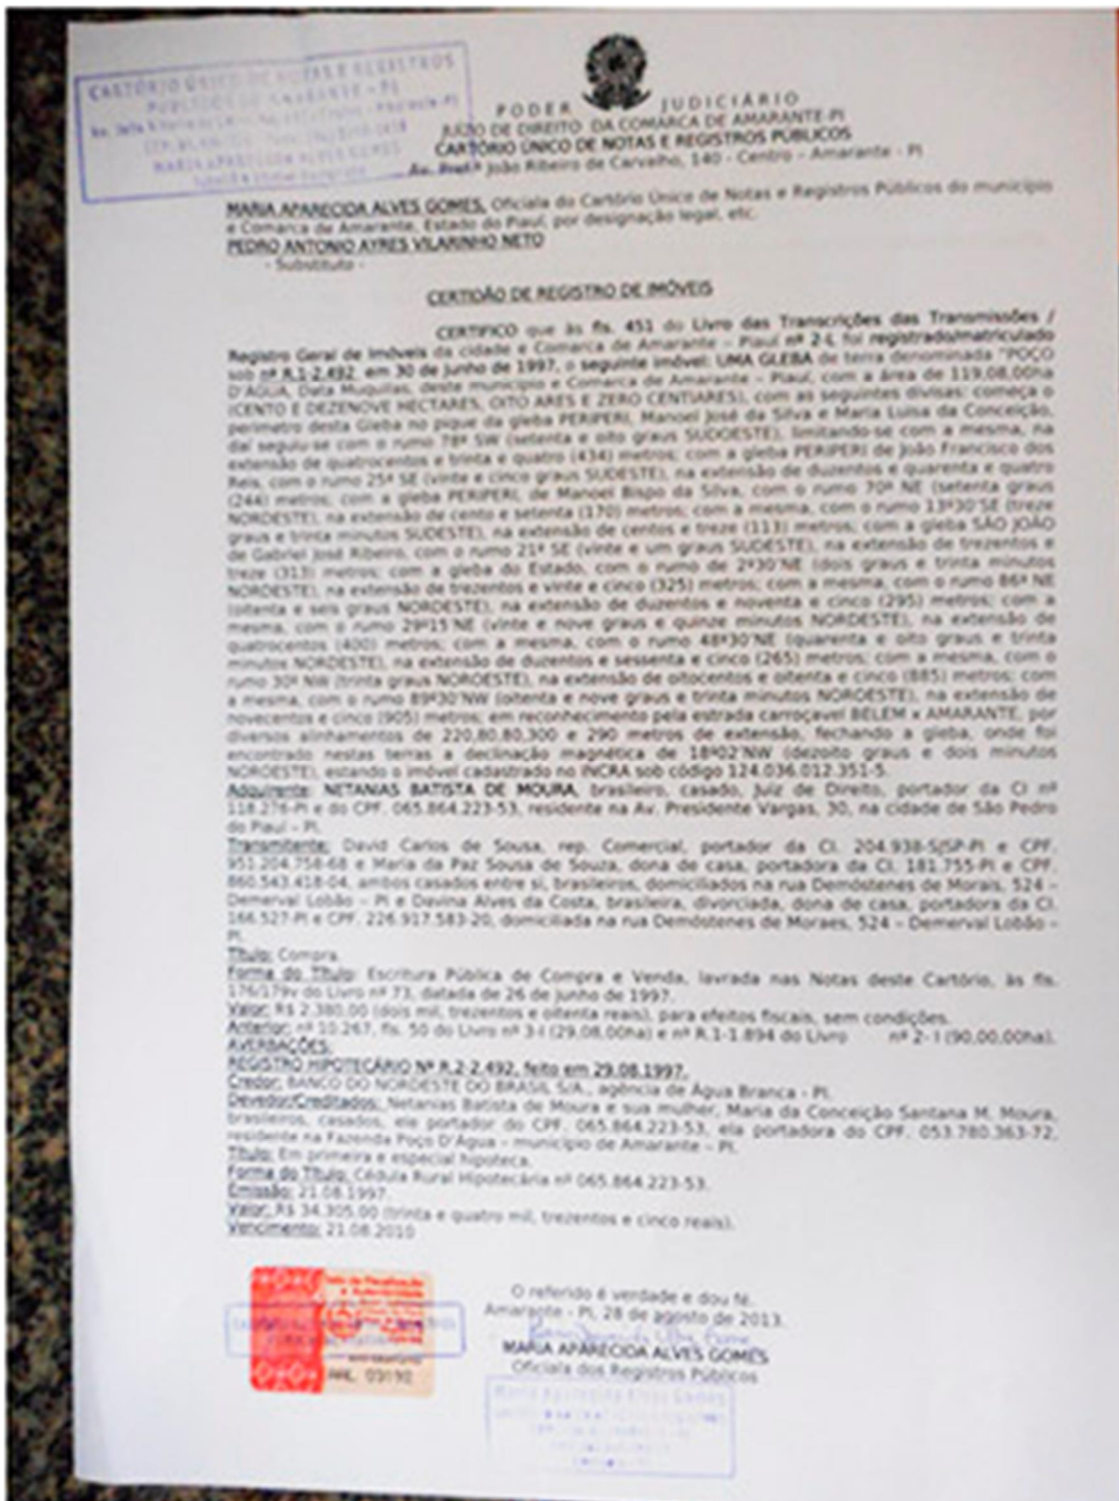 CARTÓRIO ÚNICO DE NOTAS E REGISTROS
PÚBLICOS DE AMARANTE - PI
MARIA APARECIDA ALVES GOMES
PODER JUDICIÁRIO
JUÍZO DE DIREITO DA COMARCA DE AMARANTE-PI
CARTÓRIO ÚNICO DE NOTAS E REGISTROS PÚBLICOS
Av. Pref.º João Ribeiro de Carvalho, 140 - Centro - Amarante - PI
MARIA APARECIDA ALVES GOMES, Oficiala do Cartório Único de Notas e Registros Públicos do município
e Comarca de Amarante, Estado do Piauí, por designação legal, etc.
PEDRO ANTONIO AYRES VILARINHO NETO
- Substituto -
CERTIDÃO DE REGISTRO DE IMÓVEIS
CERTIFICO que às fls. 451 do Livro das Transcrições das Transmissões /
Registro Geral de Imóveis da cidade e Comarca de Amarante - Piauí nº 2-L foi registrado/matriculado
sob nº R.1-2.492 em 30 de junho de 1997, o seguinte imóvel: UMA GLEBA de terra denominada "POÇO
D'ÁGUA, Data Muquilas, deste município e Comarca de Amarante - Piauí, com a área de 119,08,00ha
(CENTO E DEZENOVE HECTARES, OITO ARES E ZERO CENTIARES), com as seguintes divisas: começa o
perímetro desta Gleba no pique da gleba PERIPERI, Manoel José da Silva e Maria Luisa da Conceição,
daí seguiu-se com o rumo 78º SW (setenta e oito graus SUDOESTE), limitando-se com a mesma, na
extensão de quatrocentos e trinta e quatro (434) metros; com a gleba PERIPERI de João Francisco dos
Reis, com o rumo 25º SE (vinte e cinco graus SUDESTE), na extensão de duzentos e quarenta e quatro
(244) metros; com a gleba PERIPERI, de Manoel Bispo da Silva, com o rumo 70º NE (setenta graus
NORDESTE), na extensão de cento e setenta (170) metros; com a mesma, com o rumo 13º30'SE (treze
graus e trinta minutos SUDESTE), na extensão de centos e treze (113) metros; com a gleba SÃO JOÃO
de Gabriel José Ribeiro, com o rumo 21º SE (vinte e um graus SUDESTE), na extensão de trezentos e
treze (313) metros; com a gleba do Estado, com o rumo de 2º30'NE (dois graus e trinta minutos
NORDESTE), na extensão de trezentos e vinte e cinco (325) metros; com a mesma, com o rumo 86º NE
(oitenta e seis graus NORDESTE), na extensão de duzentos e noventa e cinco (295) metros; com a
mesma, com o rumo 29º15'NE (vinte e nove graus e quinze minutos NORDESTE), na extensão de
quatrocentos (400) metros; com a mesma, com o rumo 48º30'NE (quarenta e oito graus e trinta
minutos NORDESTE), na extensão de duzentos e sessenta e cinco (265) metros; com a mesma, com o
rumo 30º NW (trinta graus NOROESTE), na extensão de oitocentos e oitenta e cinco (885) metros; com
a mesma, com o rumo 89º30'NW (oitenta e nove graus e trinta minutos NOROESTE), na extensão de
novecentos e cinco (905) metros; em reconhecimento pela estrada carroçavel BELEM x AMARANTE, por
diversos alinhamentos de 220,80,80,300 e 290 metros de extensão, fechando a gleba, onde foi
encontrado nestas terras a declinação magnética de 18º02'NW (dezoito graus e dois minutos
NOROESTE), estando o imóvel cadastrado no INCRA sob código 124.036.012.351-5.
Adquirente: NETANIAS BATISTA DE MOURA, brasileiro, casado, Juiz de Direito, portador da CI nº
118.276-PI e do CPF. 065.864.223-53, residente na Av. Presidente Vargas, 30, na cidade de São Pedro
do Piauí - PI.
Transmitente: David Carlos de Sousa, rep. Comercial, portador da CI. 204.938-SJSP-PI e CPF.
951.204.758-68 e Maria da Paz Sousa de Souza, dona de casa, portadora da CI. 181.755-PI e CPF.
860.543.418-04, ambos casados entre si, brasileiros, domiciliados na rua Demóstenes de Morais, 524 -
Demerval Lobão - PI e Davina Alves da Costa, brasileira, divorciada, dona de casa, portadora da CI.
166.527-PI e CPF. 226.917.583-20, domiciliada na rua Demóstenes de Moraes, 524 - Demerval Lobão -
PI.
Título: Compra.
Forma do Título: Escritura Pública de Compra e Venda, lavrada nas Notas deste Cartório, às fls.
176/179v do Livro nº 73, datada de 26 de junho de 1997.
Valor: R$ 2.380,00 (dois mil, trezentos e oitenta reais), para efeitos fiscais, sem condições.
Anterior: nº 10.267, fls. 50 do Livro nº 3-I (29,08,00ha) e nº R.1-1.894 do Livro nº 2- I (90,00,00ha).
AVERBAÇÕES:
REGISTRO HIPOTECÁRIO Nº R.2-2.492, feito em 29.08.1997.
Credor: BANCO DO NORDESTE DO BRASIL S/A., agência de Água Branca - PI.
Devedor/Creditados: Netanias Batista de Moura e sua mulher, Maria da Conceição Santana M. Moura,
brasileiros, casados, ele portador do CPF. 065.864.223-53, ela portadora do CPF. 053.780.363-72,
residente na Fazenda Poço D'Água - município de Amarante - PI.
Título: Em primeira e especial hipoteca.
Forma do Título: Cédula Rural Hipotecária nº 065.864.223-53.
Emissão: 21.08.1997.
Valor: R$ 34.305,00 (trinta e quatro mil, trezentos e cinco reais).
Vencimento: 21.08.2010
O referido é verdade e dou fé.
Amarante - PI, 28 de agosto de 2013.
MARIA APARECIDA ALVES GOMES
Oficiala dos Registros Públicos
03192
Maria Aparecida Alves Gomes